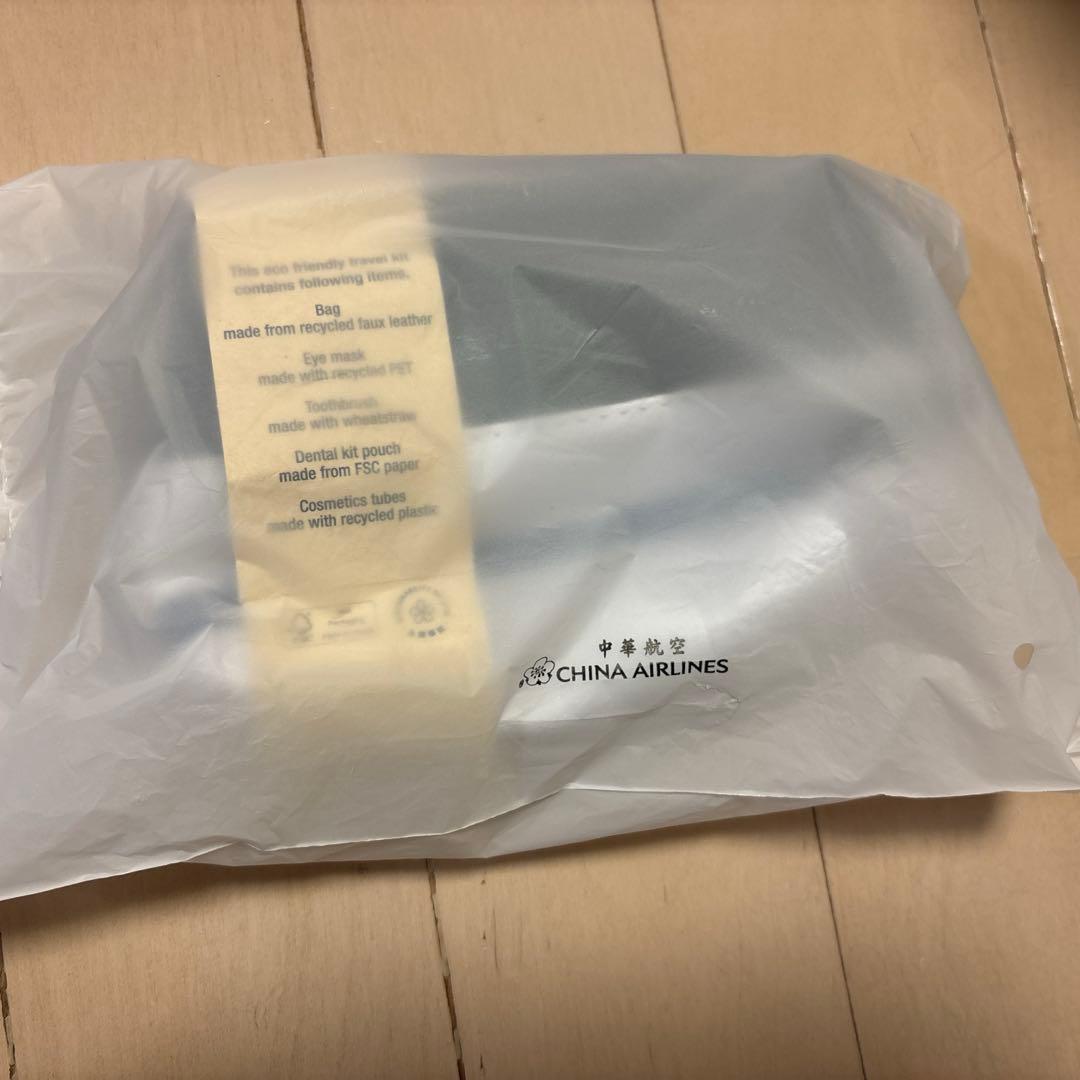 This eco friendly travel kit
contains following items.
Bag
made from recycled faux leather
Eye mask
made with recycled PET
Toothbrush
made with wheatstraw
Dental kit pouch
made from FSC paper
Cosmetics tubes
made with recycled plastic
中華航空
CHINA AIRLINES